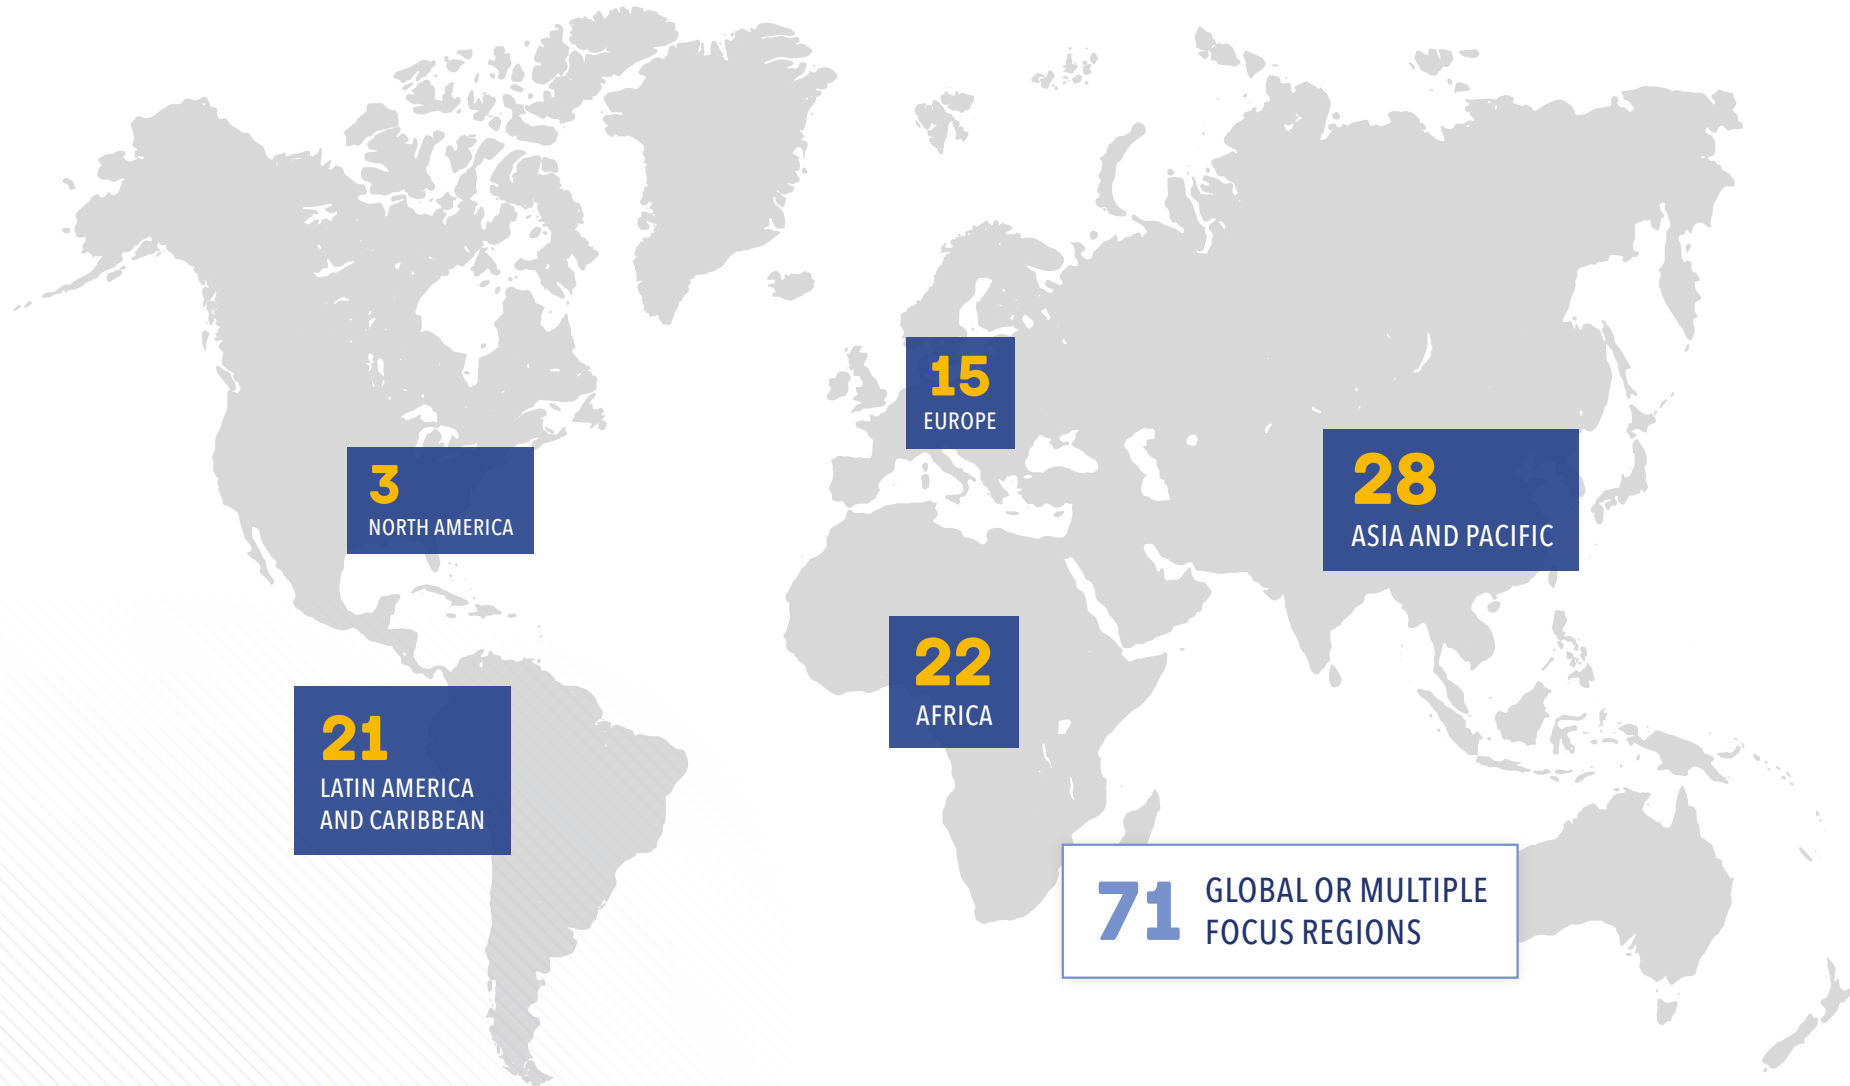 15
EUROPE
3
NORTH AMERICA
28
ASIA AND PACIFIC
22
AFRICA
21
LATIN AMERICA
AND CARIBBEAN
71
GLOBAL OR MULTIPLE
FOCUS REGIONS